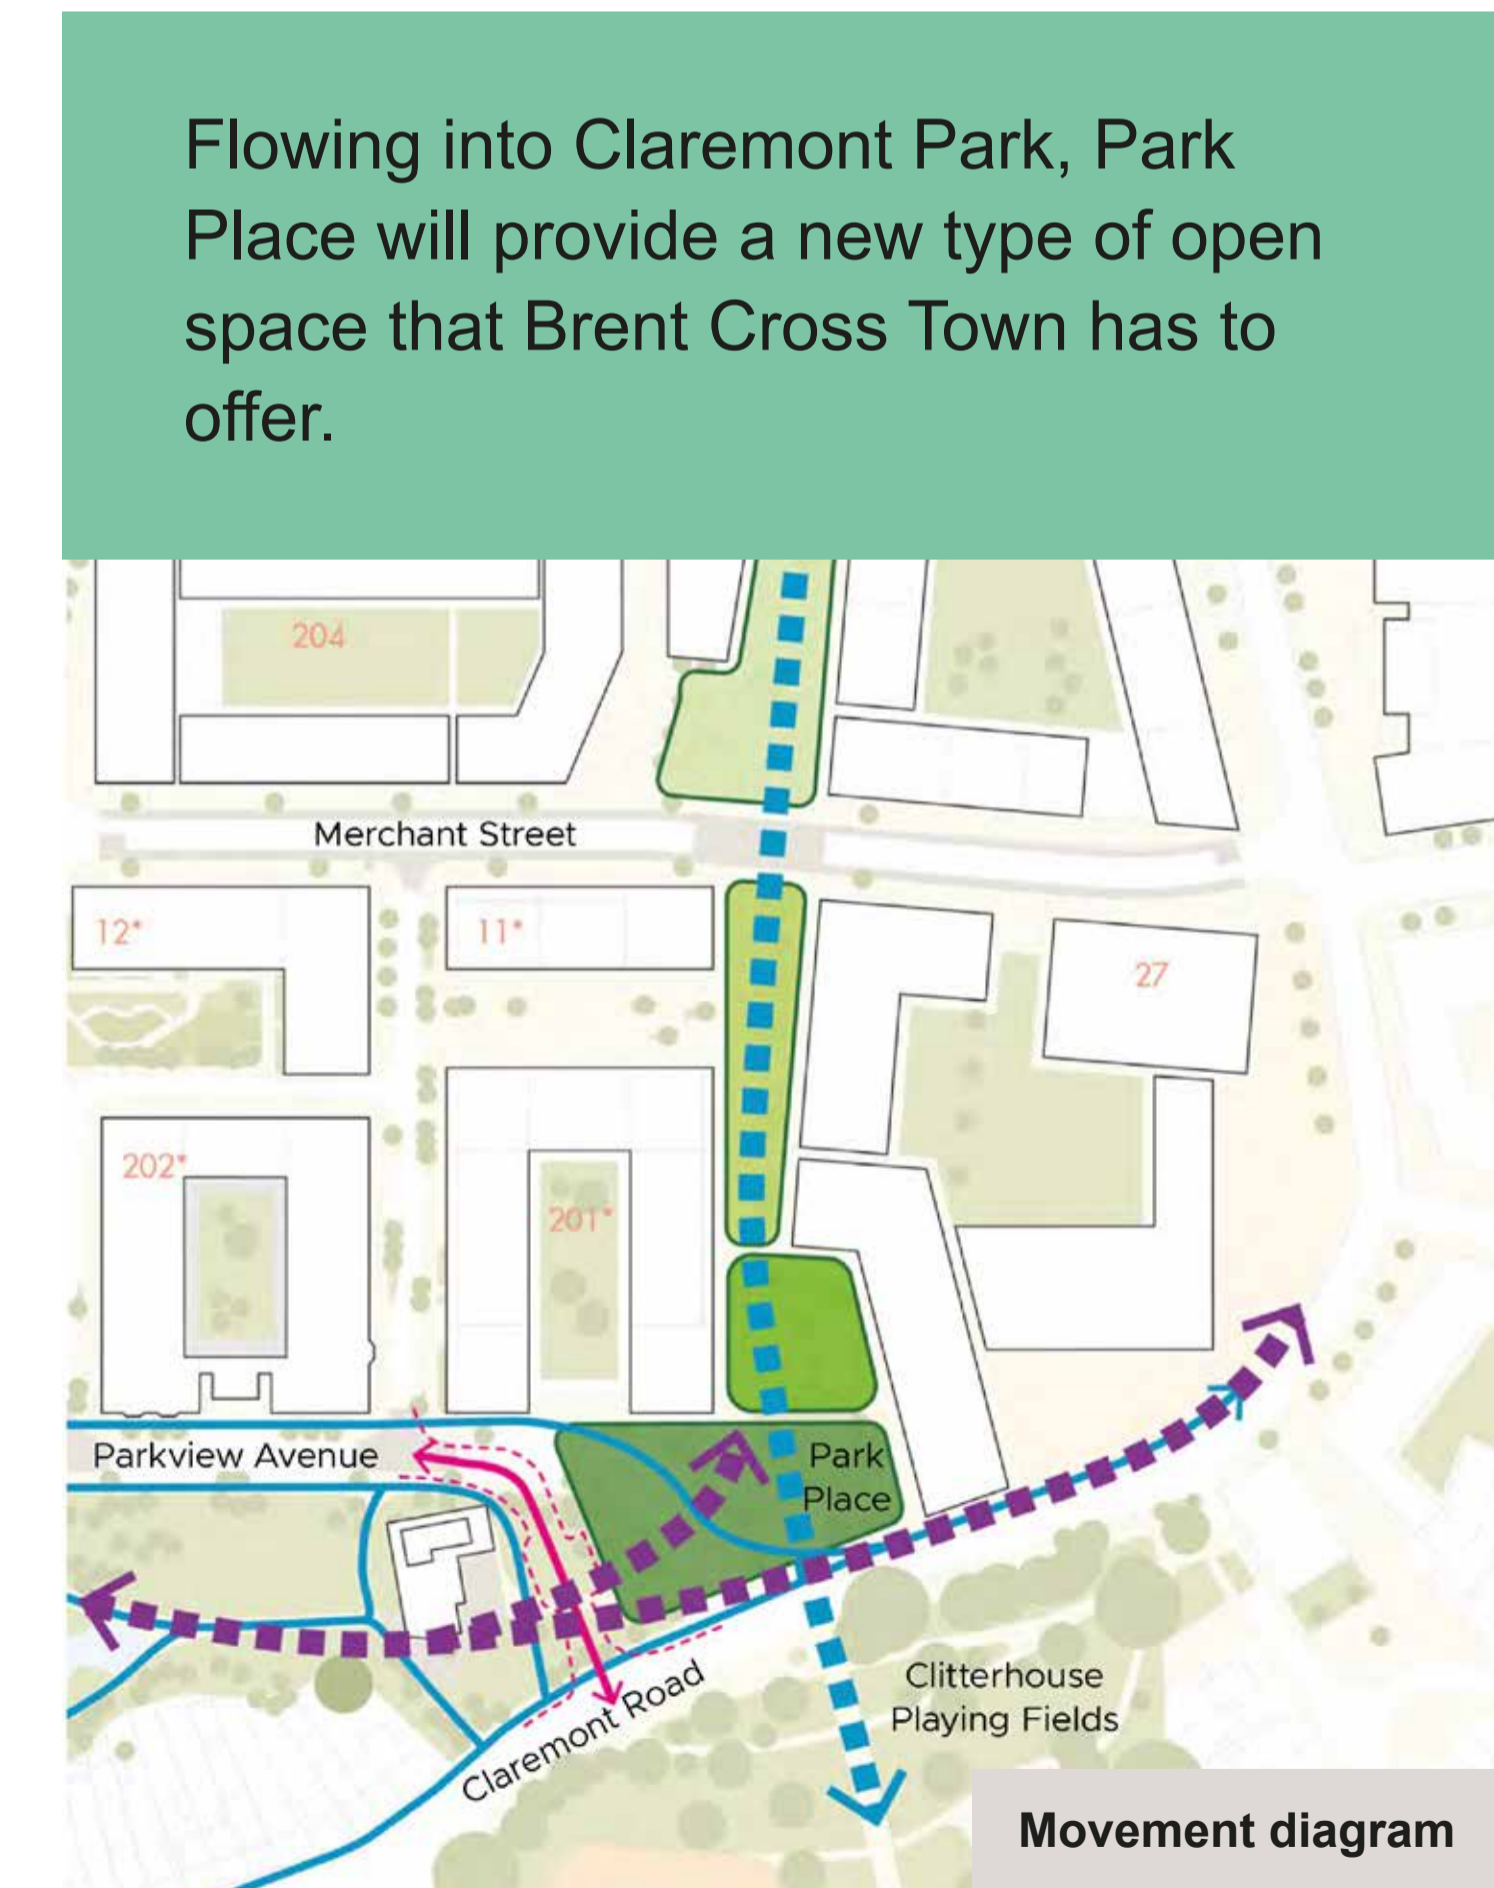 Flowing into Claremont Park, Park
Place will provide a new type of open
space that Brent Cross Town has to
offer.
204
Merchant Street
12*
11*
27
202*
201*
Parkview Avenue
Park
Place
Clitterhouse
Playing Fields
Claremont Road
Movement diagram